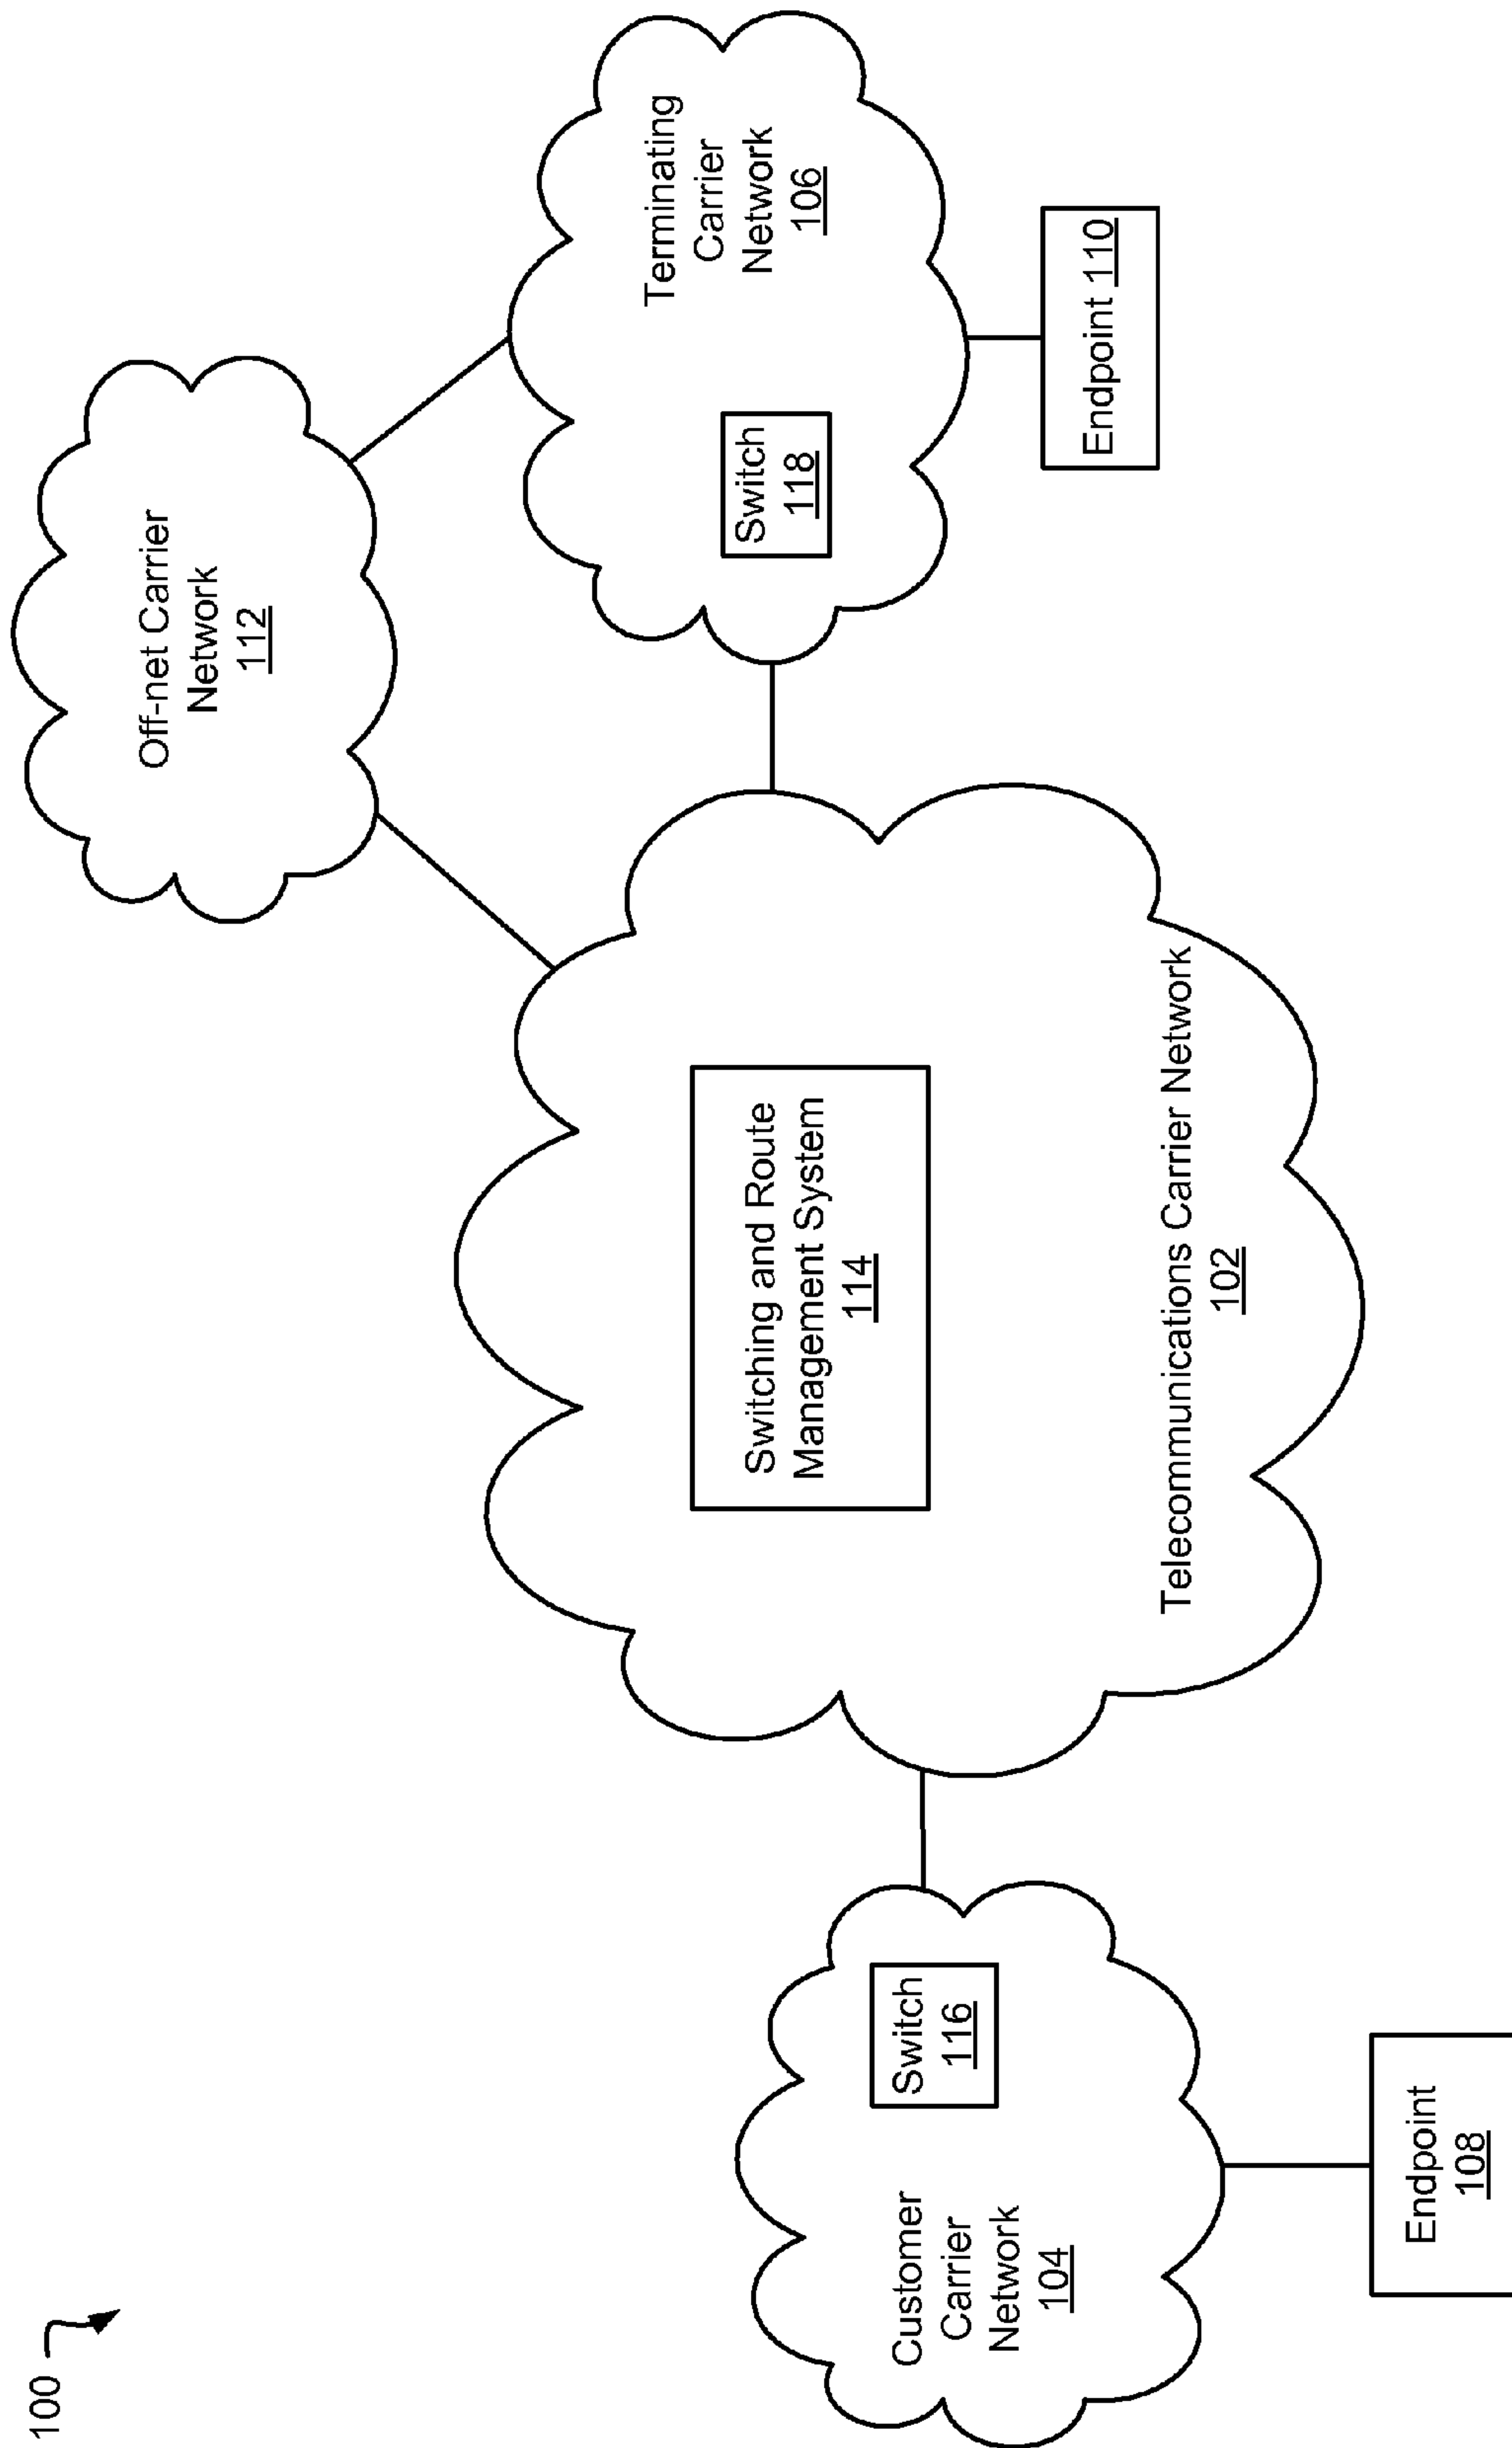 100
Off-net Carrier
Network
112
Terminating
Carrier
Network
106
Switch
118
Endpoint 110
Switching and Route
Management System
114
Telecommunications Carrier Network
102
Switch
116
Customer
Carrier
Network
104
Endpoint
108